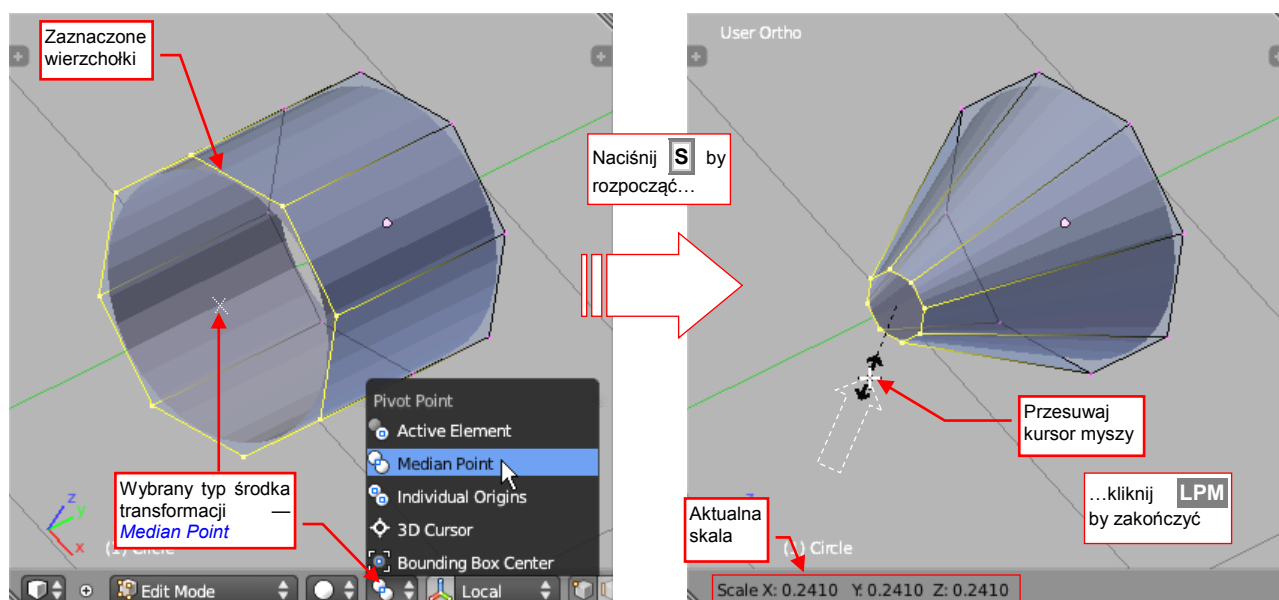 Zaznaczone
wierzchołki
Pivot Point
Active Element
Median Point
Individual Origins
3D Cursor
Bounding Box Center
Wybrany typ środka
transformacji —
Median Point
z
y
x
(1) Circle
Edit Mode
Local
Naciśnij S by
rozpocząć…
User Ortho
Przesuwaj
kursor myszy
…kliknij LPM
by zakończyć
Aktualna
skala
z
(1) Circle
Scale X: 0.2410 Y: 0.2410 Z: 0.2410